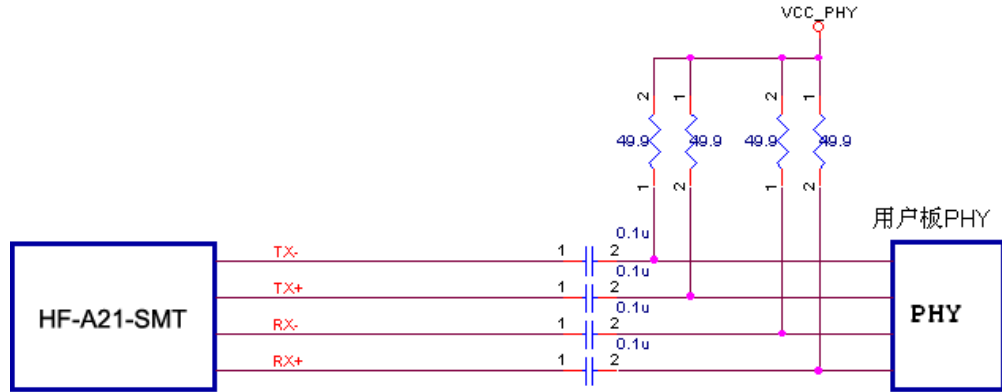 VCC_PHY
2 1 2 1
49.9 49.9 49.9 49.9
1 2 1 2
用户板PHY
0.1u
TX- 1 2
0.1u
TX+ 1 2
0.1u
HF-A21-SMT
PHY
RX- 1 2
0.1u
RX+ 1 2